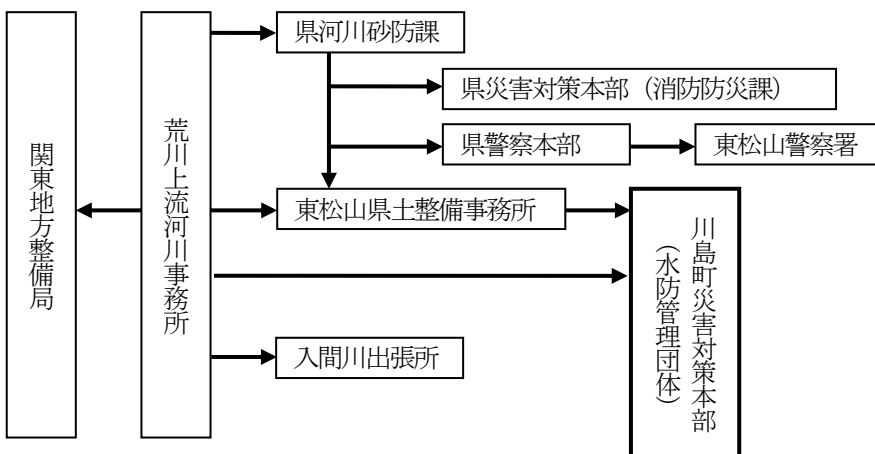 県河川砂防課
県災害対策本部（消防防災課）
県警察本部
東松山警察署
関東地方整備局
荒川上流河川事務所
東松山県土整備事務所
川島町災害対策本部
（水防管理団体）
入間川出張所